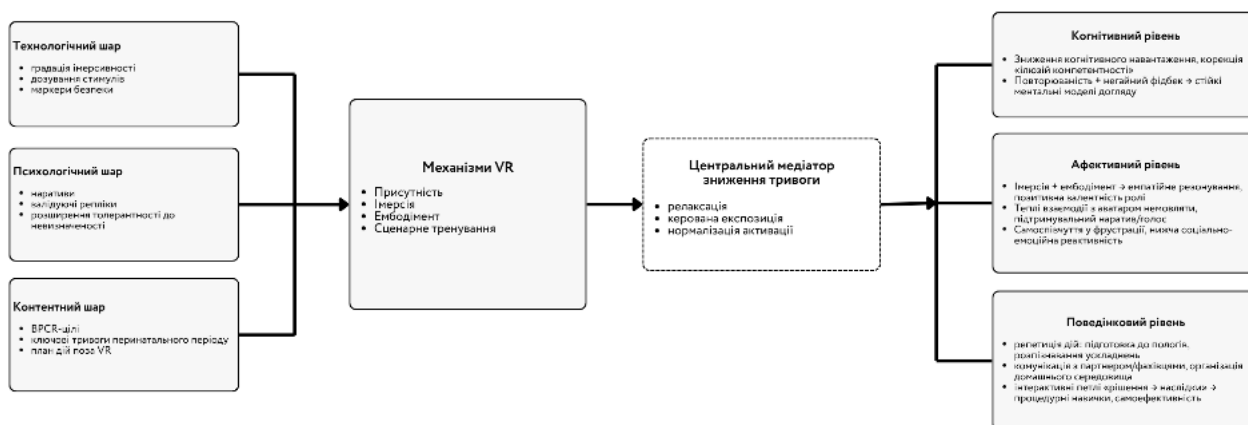 Технологічний шар
градація імерсивності
дозування стимулів
маркери безпеки
Психологічний шар
наративи
валідуючі репліки
розширення толерантності до
невизначеності
Контентний шар
BPCR-цілі
ключові тривоги перинатального періоду
план дій поза VR
Механізми VR
Присутність
Імерсія
Ембодімент
Сценарне тренування
Центральний медіатор
зниження тривоги
релаксація
керована експозиція
нормалізація активації
Когнітивний рівень
Зниження когнітивного навантаження, корекція
«ілюзій компетентності»
Повторюваність + негайний фідбек → стійкі
ментальні моделі догляду
Афективний рівень
Імерсія + ембодімент → емпатійне резонування,
позитивна валентність ролі
Теплі взаємодії з аватаром немовляти,
підтримувальний наратив/голос
Самоспівчуття у фрустрації, нижча соціально-
емоційна реактивність
Поведінковий рівень
репетиція дій: підготовка до пологів,
розпізнавання ускладнень
комунікація з партнером/фахівцями, організація
домашнього середовища
інтерактивні петлі «рішення → наслідки» →
процедурні навички, самоефективність